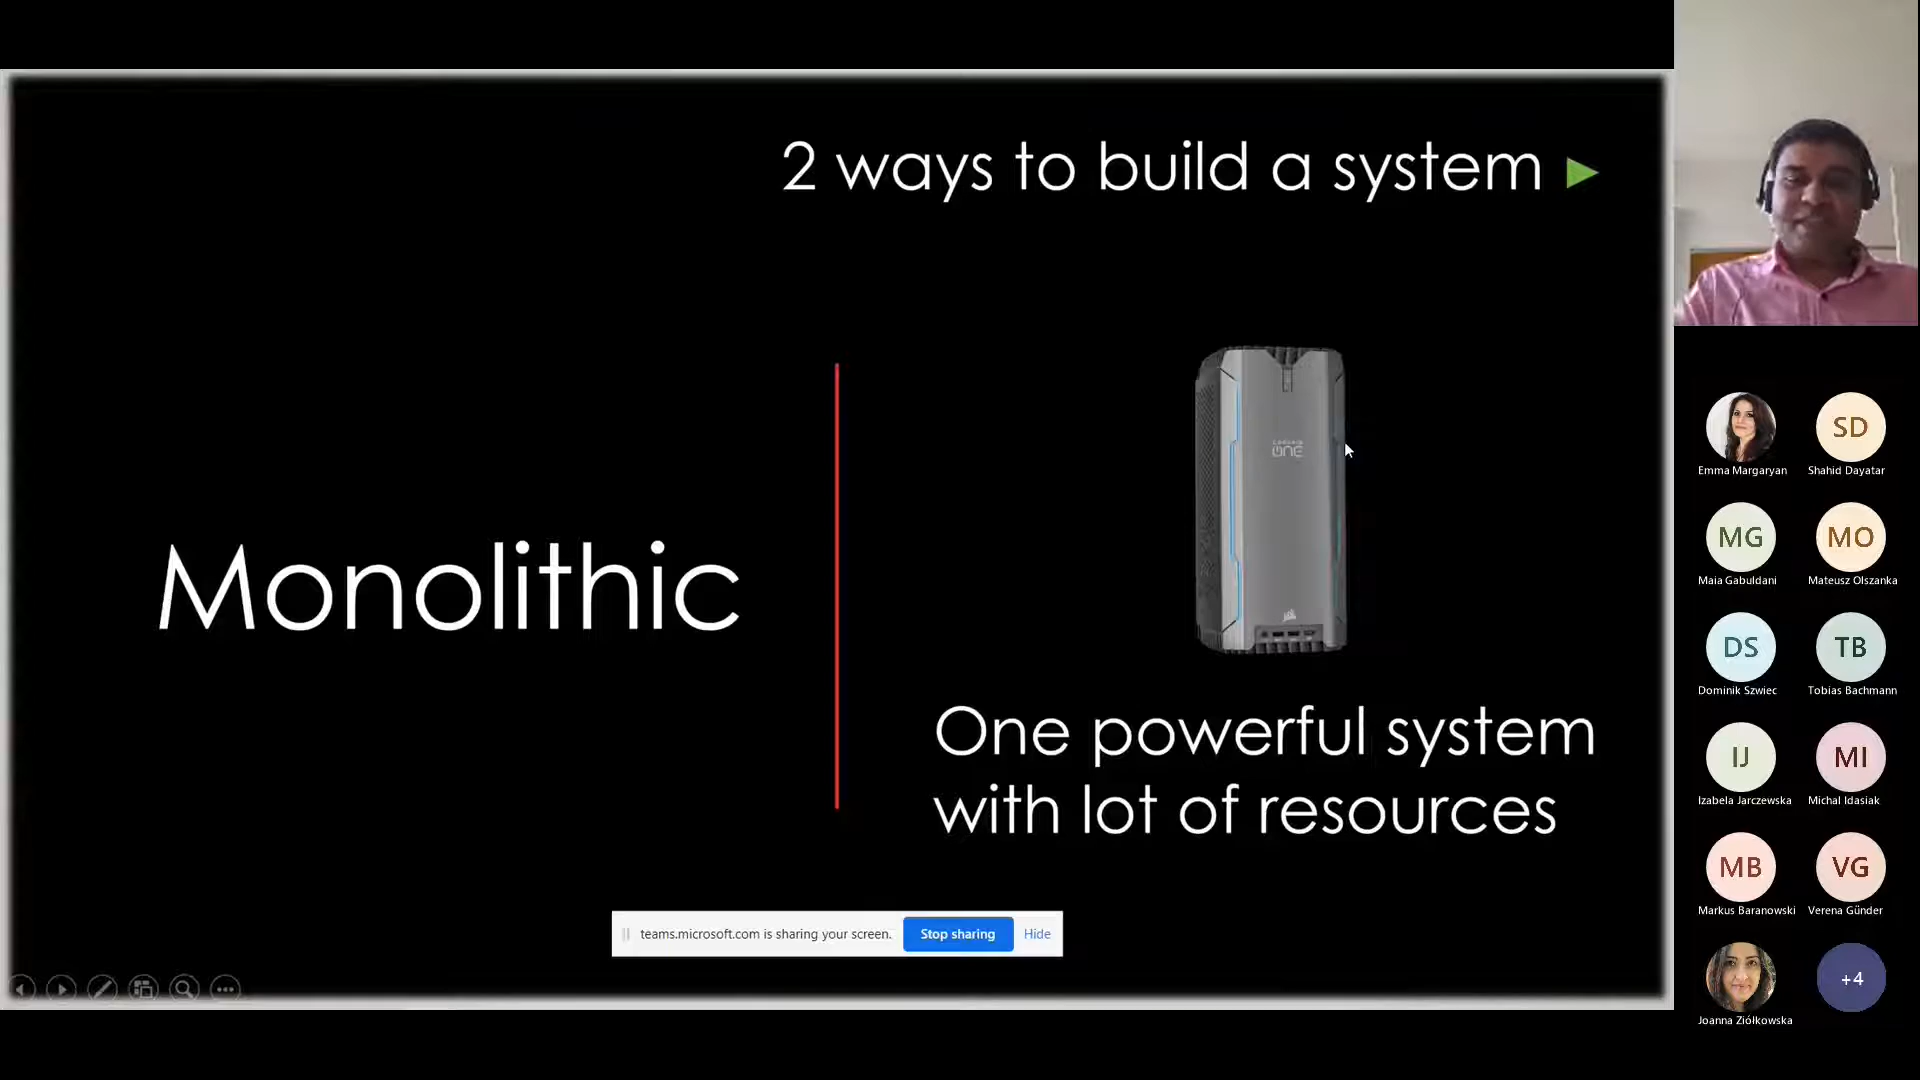 2 ways to build a system
Monolithic
ONE
One powerful system
with lot of resources
teams.microsoft.com is sharing your screen.
Stop sharing
Hide
Emma Margaryan
SD
Shahid Dayatar
MG
Maia Gabuldani
MO
Mateusz Olszanka
DS
Dominik Szwiec
TB
Tobias Bachmann
IJ
Izabela Jarczewska
MI
Michal Idasiak
MB
Markus Baranowski
VG
Verena Günder
Joanna Ziółkowska
+4